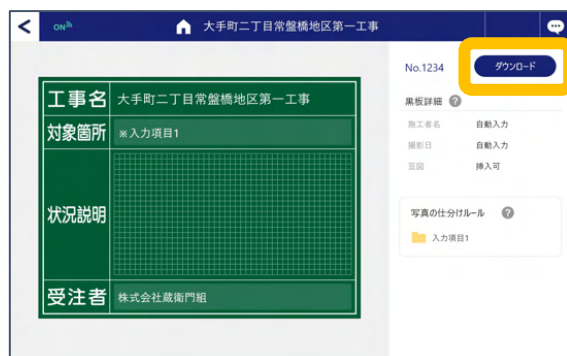 ONゐ 大手町二丁目常盤橋地区第一工事
No.1234 ダウンロード
工事名 大手町二丁目常盤橋地区第一工事
対象箇所 ※入力項目1
状況説明
受注者 株式会社蔵衛門組
黒板詳細 ?
施工者名 自動入力
撮影日 自動入力
豆図 挿入可
写真の仕分けルール ?
入力項目1